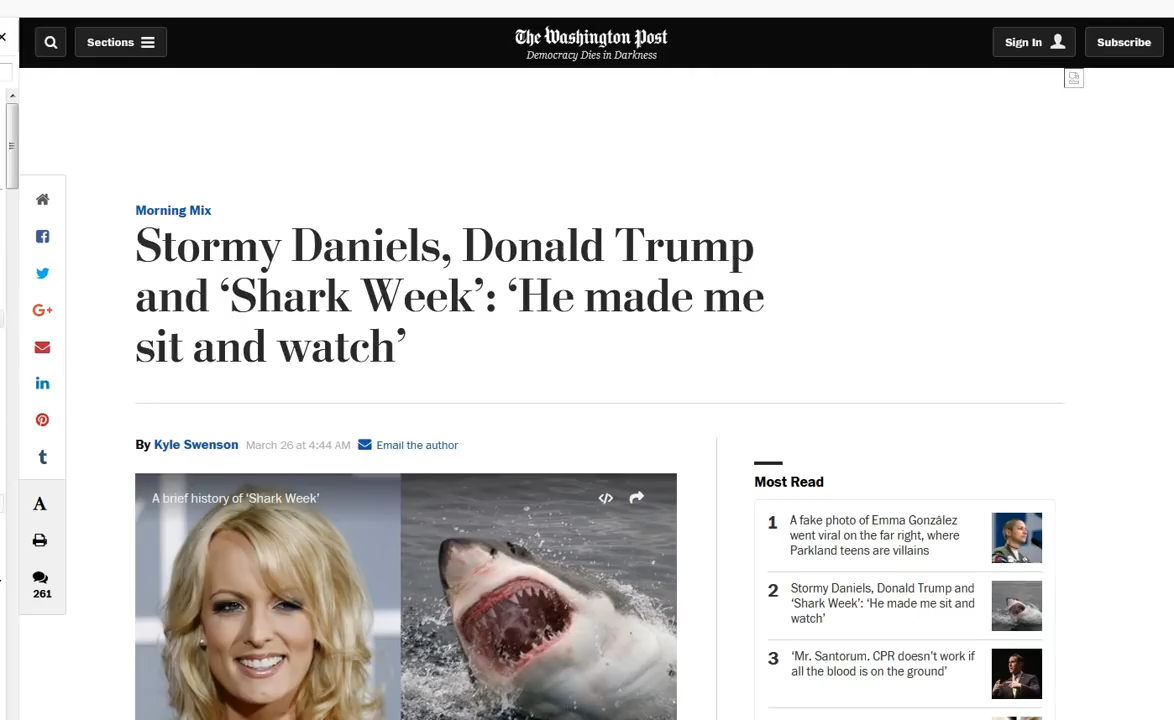 Sections
The Washington Post
Democracy Dies in Darkness
Sign In
Subscribe
Morning Mix
Stormy Daniels, Donald Trump
and ‘Shark Week’: ‘He made me
sit and watch’
By Kyle Swenson March 26 at 4:44 AM Email the author
A brief history of ‘Shark Week’
G+
in
t
A
261
Most Read
1
A fake photo of Emma González
went viral on the far right, where
Parkland teens are villains
2
Stormy Daniels, Donald Trump and
‘Shark Week’: ‘He made me sit and
watch’
3
‘Mr. Santorum. CPR doesn’t work if
all the blood is on the ground’